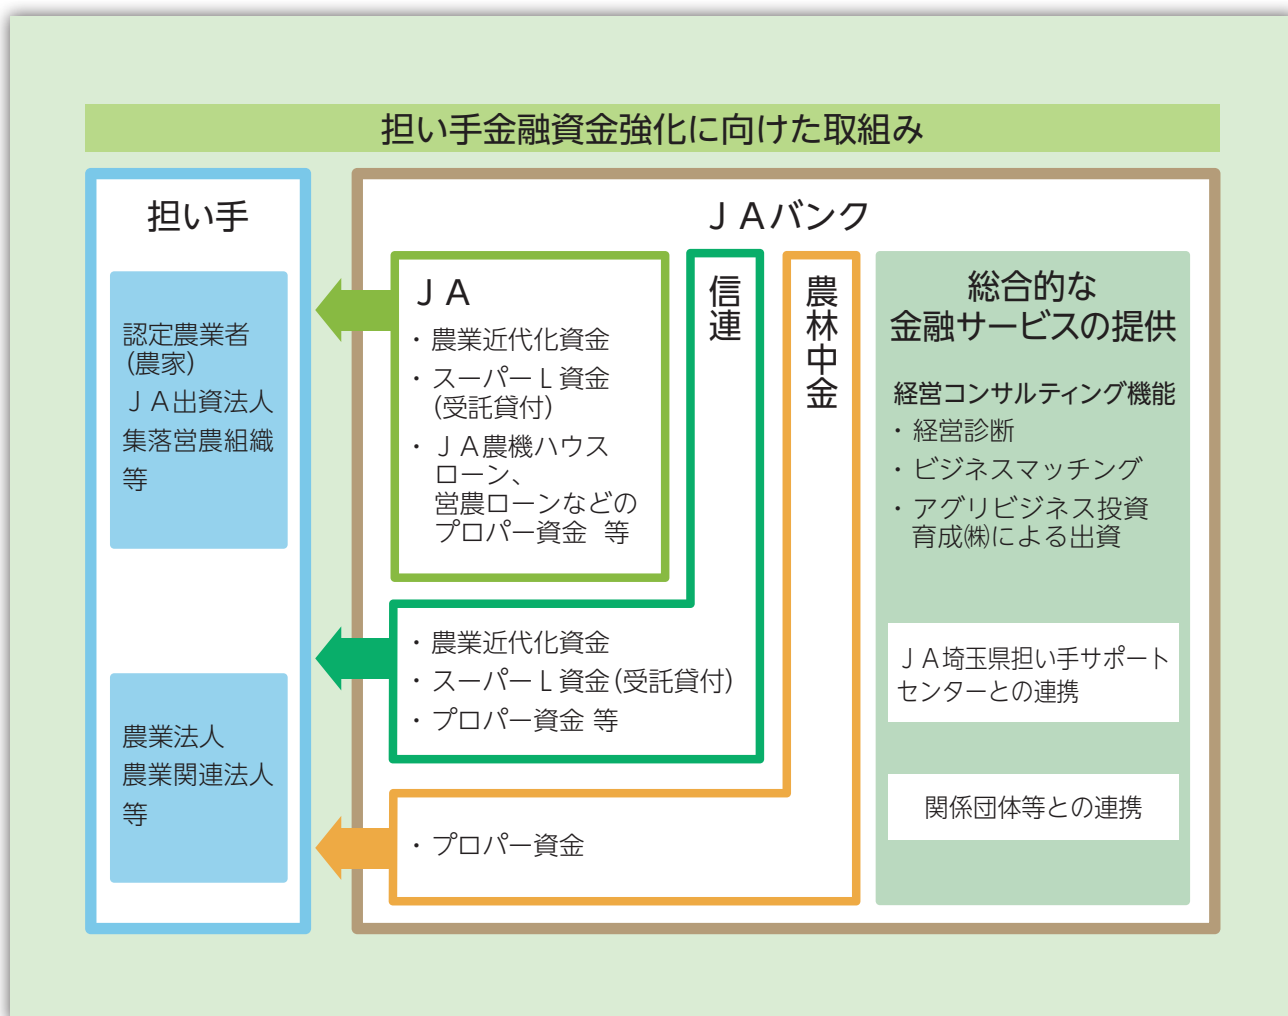 担い手金融資金強化に向けた取組み
担い手
認定農業者
(農家)
ＪＡ出資法人
集落営農組織
等
農業法人
農業関連法人
等
ＪＡバンク
ＪＡ
・農業近代化資金
・スーパーＬ資金
(受託貸付)
・ＪＡ農機ハウス
ローン、
営農ローンなどの
プロパー資金 等
信連
・農業近代化資金
・スーパーＬ資金(受託貸付)
・プロパー資金 等
農林中金
・プロパー資金
総合的な
金融サービスの提供
経営コンサルティング機能
・経営診断
・ビジネスマッチング
・アグリビジネス投資
育成㈱による出資
ＪＡ埼玉県担い手サポート
センターとの連携
関係団体等との連携